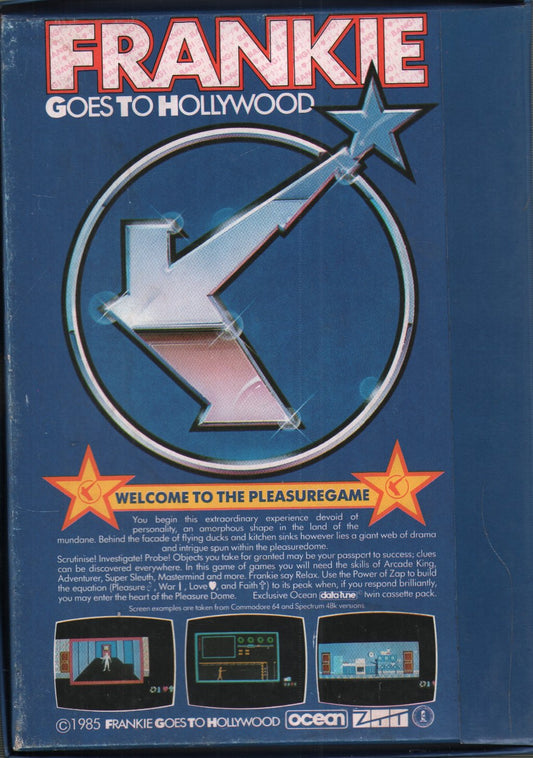 FRANKIE
GOES TO HOLLYWOOD
WELCOME TO THE PLEASUREGAME
You begin this extraordinary experience devoid of
personality, an amorphous shape in the land of the
mundane. Behind the facade of flying ducks and kitchen sinks however lies a giant web of drama
and intrigue spun within the pleasuredome.
Scrutinise! Investigate! Probe! Objects you take for granted may be your passport to success; clues
can be discovered everywhere. In this game of games you will need the skills of Arcade King,
Adventurer, Super Sleuth, Mastermind and more. Frankie say Relax. Use the Power of Zap to build
the equation (Pleasure, War, Love, and Faith) to its peak when, if you respond brilliantly,
you may enter the heart of the Pleasure Dome. Exclusive Ocean data-tune twin cassette pack.
Screen examples are taken from Commodore 64 and Spectrum 48k versions.
©1985 FRANKIE GOES TO HOLLYWOOD ocean ZTT